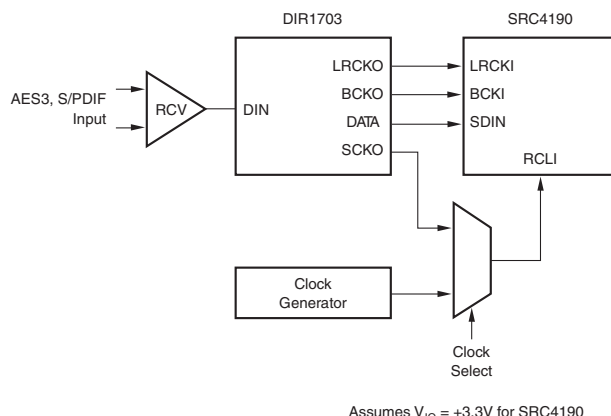 DIR1703
SRC4190
AES3, S/PDIF
Input
RCV
DIN
LRCKO
BCKO
DATA
SCKO
LRCKI
BCKI
SDIN
RCLI
Clock
Generator
Clock
Select
Assumes VIO = +3.3V for SRC4190